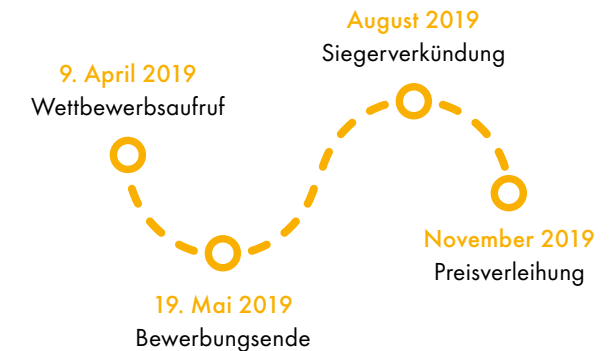 9. April 2019
Wettbewerbsaufruf
19. Mai 2019
Bewerbungsende
August 2019
Siegerverkündung
November 2019
Preisverleihung